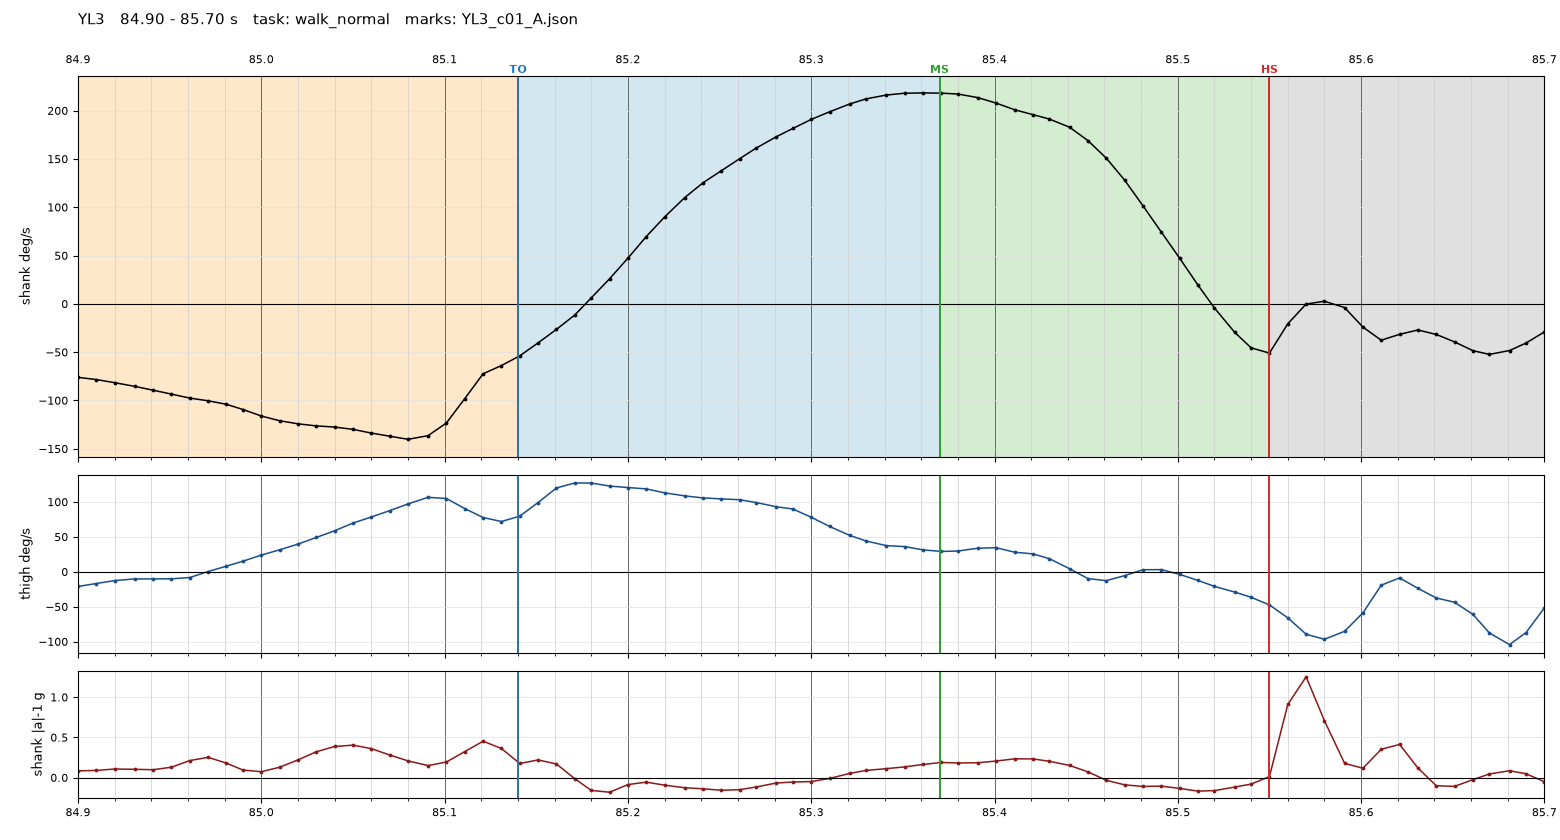 YL3 84.90 - 85.70 s task: walk_normal marks: YL3_c01_A.json
84.9 85.0 85.1 85.2 85.3 85.4 85.5 85.6 85.7
TO MS HS
shank deg/s
200
150
100
50
0
−50
−100
−150
thigh deg/s
100
50
0
−50
−100
shank |a|-1 g
1.0
0.5
0.0
84.9 85.0 85.1 85.2 85.3 85.4 85.5 85.6 85.7